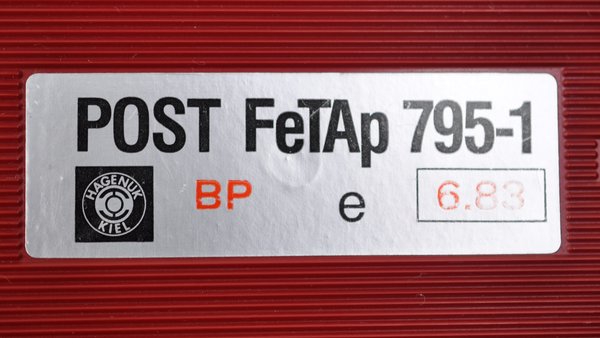 POST FeTAp 795-1
HAGENUK
KIEL
BP e 6.83